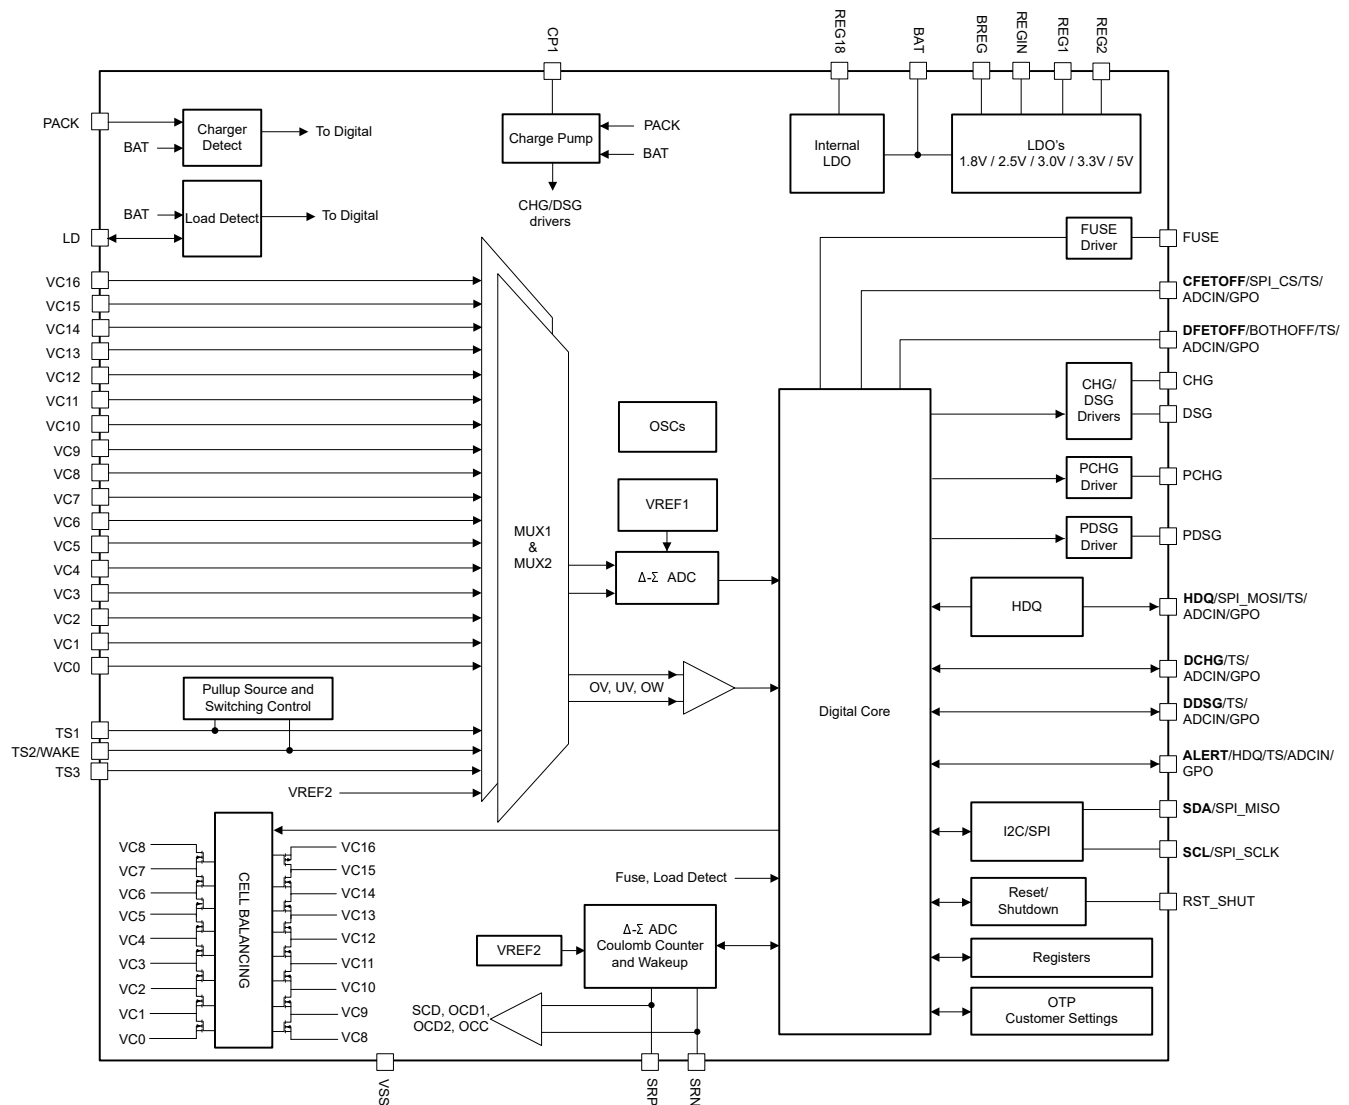 CP1
REG18
BAT
BREG
REGIN
REG1
REG2
PACK
BAT
Charger
Detect
To Digital
BAT
LD
Load Detect
To Digital
Charge Pump
PACK
BAT
CHG/DSG
drivers
Internal
LDO
LDO's
1.8V / 2.5V / 3.0V / 3.3V / 5V
FUSE
Driver
FUSE
CFETOFF/SPI_CS/TS/
ADCIN/GPO
DFETOFF/BOTHOFF/TS/
ADCIN/GPO
CHG/
DSG
Drivers
CHG
DSG
PCHG
Driver
PCHG
PDSG
Driver
PDSG
HDQ
HDQ/SPI_MOSI/TS/
ADCIN/GPO
DCHG/TS/
ADCIN/GPO
DDSG/TS/
ADCIN/GPO
ALERT/HDQ/TS/ADCIN/
GPO
I2C/SPI
SDA/SPI_MISO
SCL/SPI_SCLK
Reset/
Shutdown
RST_SHUT
Registers
OTP
Customer Settings
VC16
VC15
VC14
VC13
VC12
VC11
VC10
VC9
VC8
VC7
VC6
VC5
VC4
VC3
VC2
VC1
VC0
Pullup Source and
Switching Control
TS1
TS2/WAKE
TS3
VREF2
MUX1
&
MUX2
OSCs
VREF1
Δ-Σ ADC
OV, UV, OW
Digital Core
Fuse, Load Detect
VREF2
Δ-Σ ADC
Coulomb Counter
and Wakeup
SCD, OCD1,
OCD2, OCC
CELL BALANCING
VC8
VC7
VC6
VC5
VC4
VC3
VC2
VC1
VC0
VC16
VC15
VC14
VC13
VC12
VC11
VC10
VC9
VC8
VSS
SRP
SRN